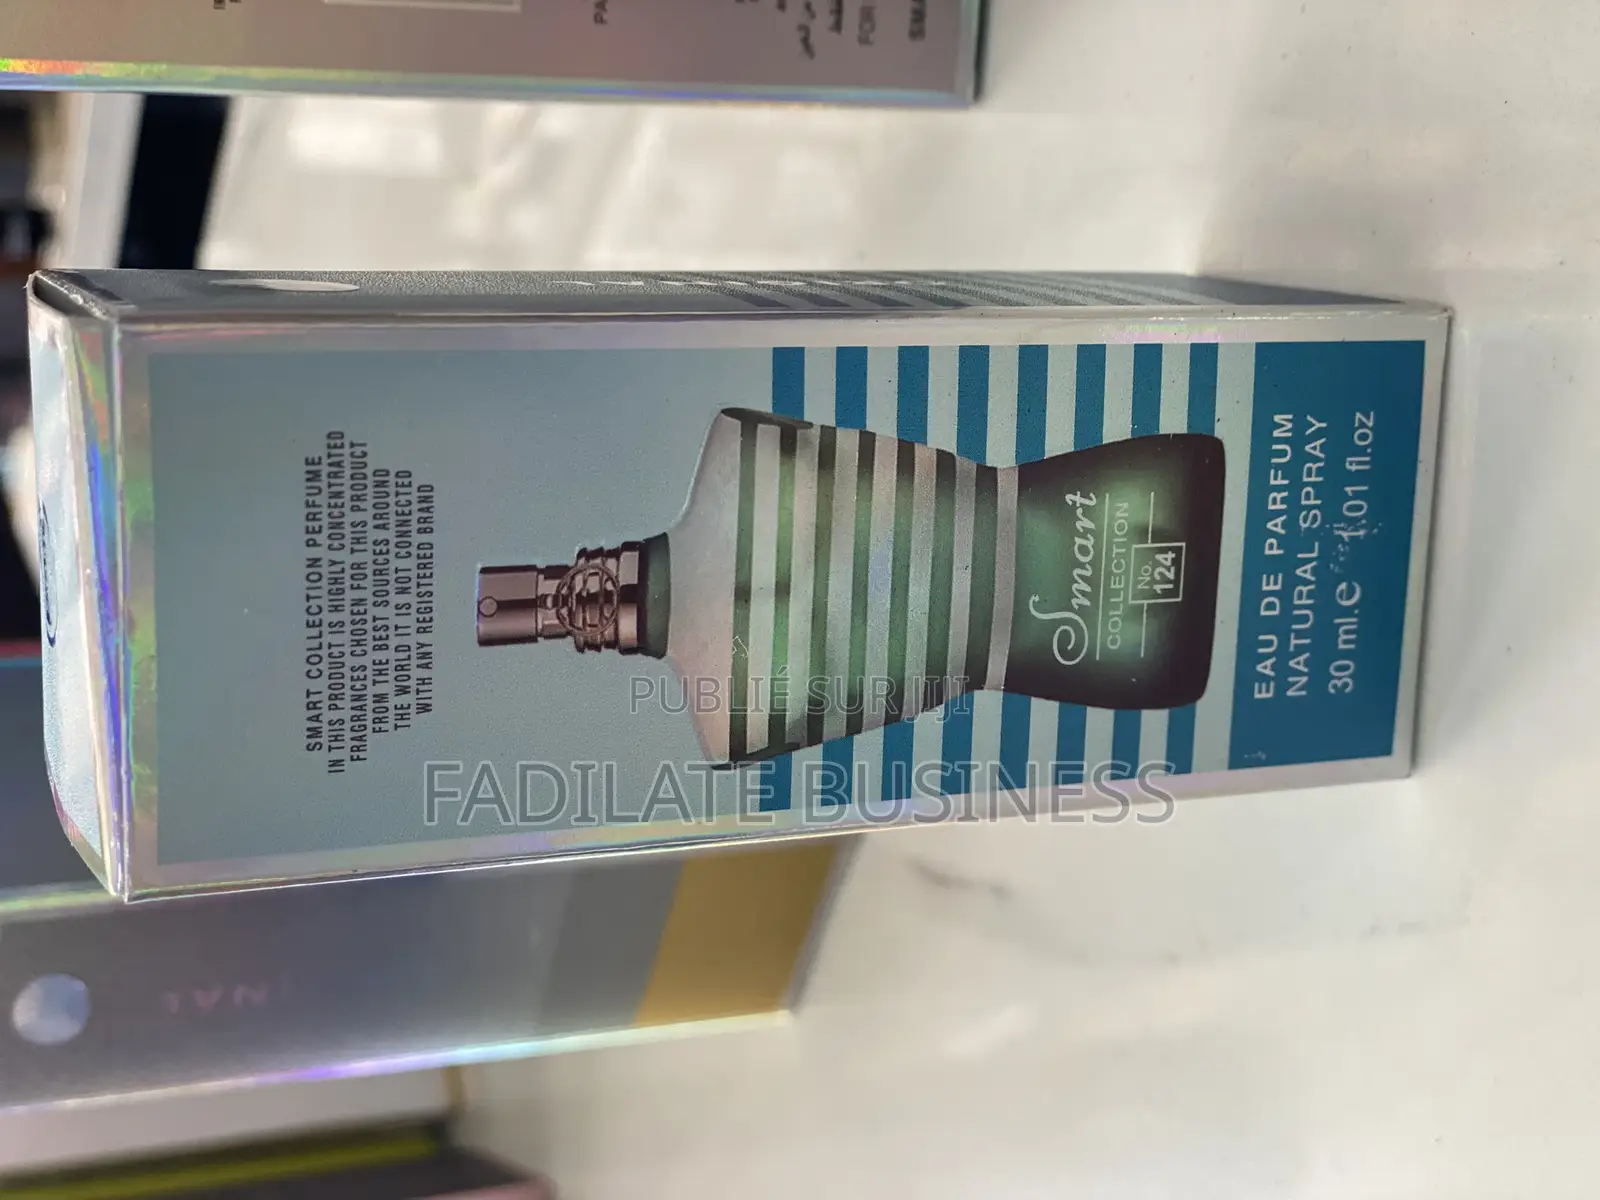 SMART COLLECTION PERFUME
IN THIS PRODUCT IS HIGHLY CONCENTRATED
FRAGRANCES CHOSEN FOR THIS PRODUCT
FROM THE BEST SOURCES AROUND
THE WORLD IT IS NOT CONNECTED
WITH ANY REGISTERED BRAND
Smart
COLLECTION
No.
124
EAU DE PARFUM
NATURAL SPRAY
30 ml.e 1.01 fl.oz
PUBLIÉ SUR JIJI
FADILATE BUSINESS